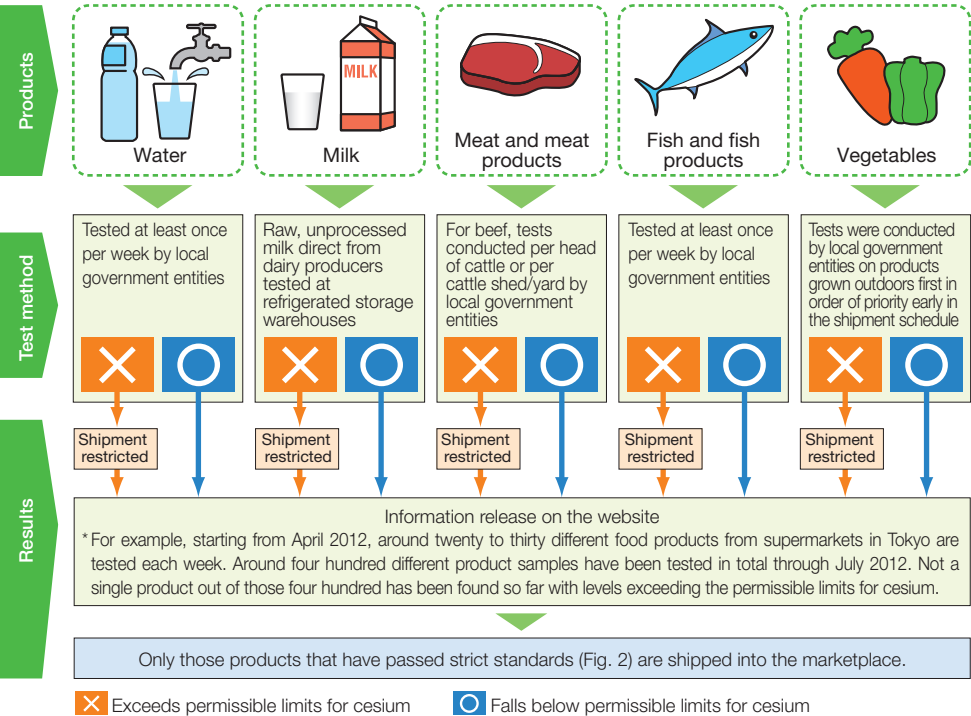 Products
MILK
Water
Milk
Meat and meat
products
Fish and fish
products
Vegetables
Test method
Tested at least once
per week by local
government entities
Raw, unprocessed
milk direct from
dairy producers
tested at
refrigerated storage
warehouses
For beef, tests
conducted per head
of cattle or per
cattle shed/yard by
local government
entities
Tested at least once
per week by local
government entities
Tests were conducted
by local government
entities on products
grown outdoors first in
order of priority early in
the shipment schedule
Results
Shipment
restricted
Shipment
restricted
Shipment
restricted
Shipment
restricted
Shipment
restricted
Information release on the website
* For example, starting from April 2012, around twenty to thirty different food products from supermarkets in Tokyo are
tested each week. Around four hundred different product samples have been tested in total through July 2012. Not a
single product out of those four hundred has been found so far with levels exceeding the permissible limits for cesium.
Only those products that have passed strict standards (Fig. 2) are shipped into the marketplace.
Exceeds permissible limits for cesium
Falls below permissible limits for cesium